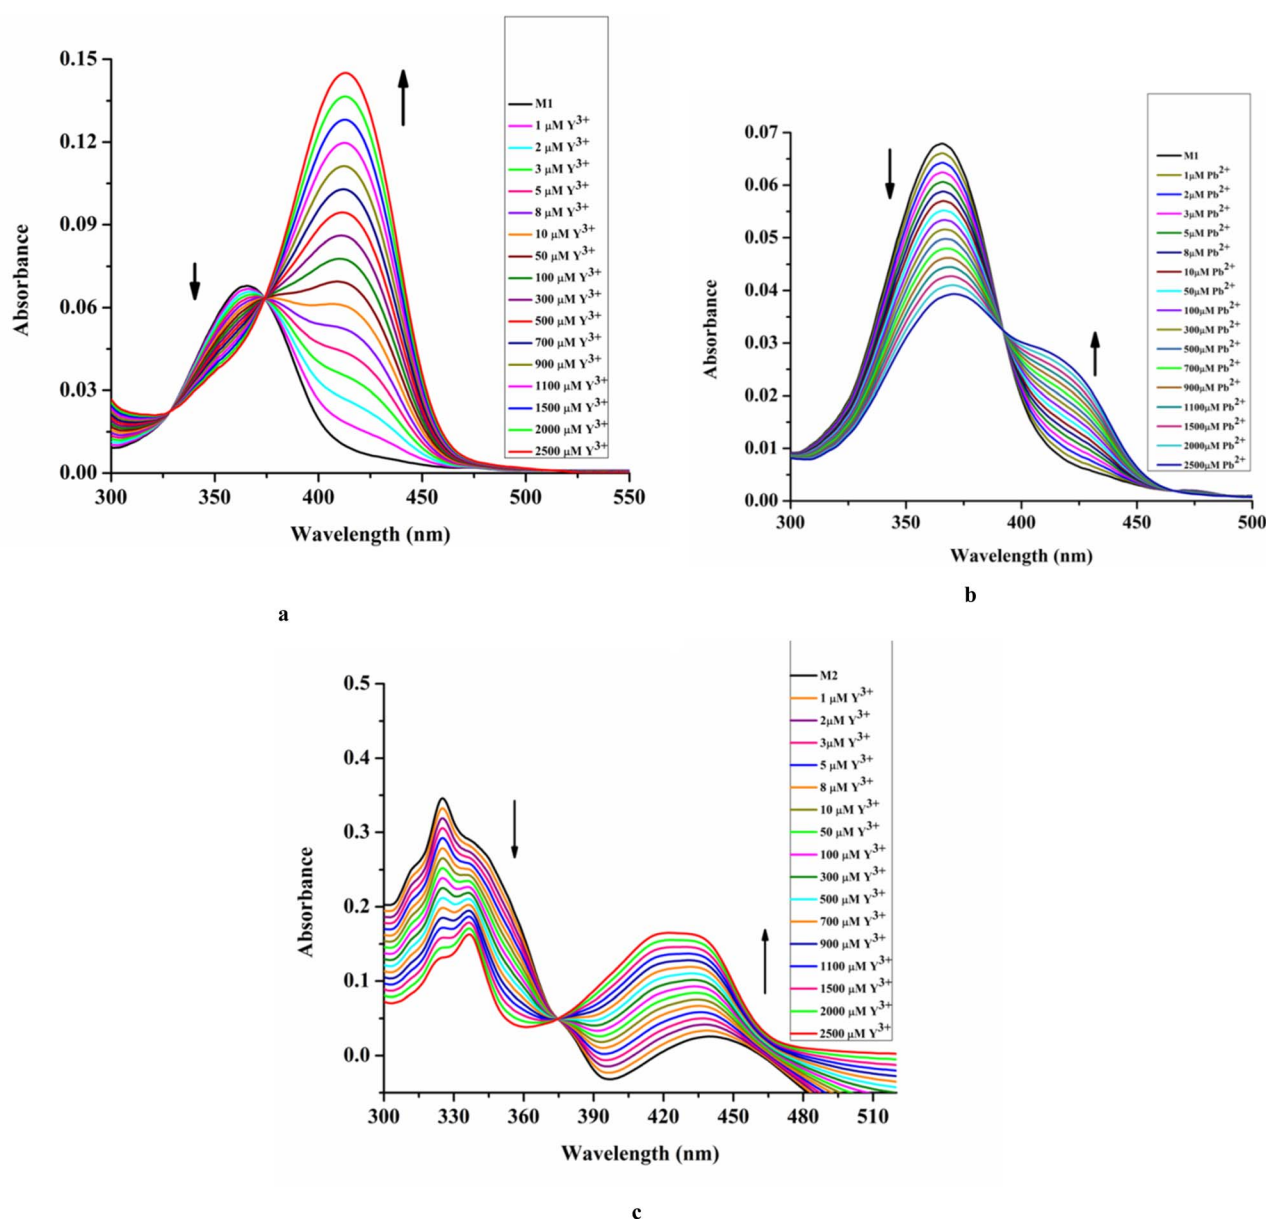 0.15
0.12
0.09
0.06
0.03
0.00
300
350
400
450
500
550
Absorbance
Wavelength (nm)
M1
1 μM Y3+
2 μM Y3+
3 μM Y3+
5 μM Y3+
8 μM Y3+
10 μM Y3+
50 μM Y3+
100 μM Y3+
300 μM Y3+
500 μM Y3+
700 μM Y3+
900 μM Y3+
1100 μM Y3+
1500 μM Y3+
2000 μM Y3+
2500 μM Y3+
a
0.07
0.06
0.05
0.04
0.03
0.02
0.01
0.00
300
350
400
450
500
Absorbance
Wavelength (nm)
M1
1μM Pb2+
2μM Pb2+
3μM Pb2+
5μM Pb2+
8μM Pb2+
10μM Pb2+
50μM Pb2+
100μM Pb2+
300μM Pb2+
500μM Pb2+
700μM Pb2+
900μM Pb2+
1100μM Pb2+
1500μM Pb2+
2000μM Pb2+
2500μM Pb2+
b
0.5
0.4
0.3
0.2
0.1
0.0
300
330
360
390
420
450
480
510
Absorbance
Wavelength (nm)
M2
1 μM Y3+
2μM Y3+
3μM Y3+
5 μM Y3+
8 μM Y3+
10 μM Y3+
50 μM Y3+
100 μM Y3+
300 μM Y3+
500 μM Y3+
700 μM Y3+
900 μM Y3+
1100 μM Y3+
1500 μM Y3+
2000 μM Y3+
2500 μM Y3+
c